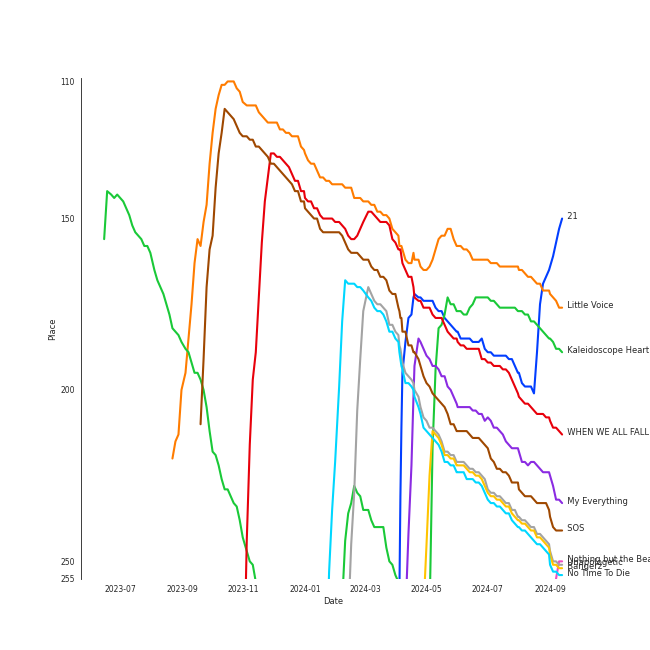 110
150
200
250
255
Place
2023-07
2023-09
2023-11
2024-01
2024-03
2024-05
2024-07
2024-09
Date
21
Little Voice
Kaleidoscope Heart
WHEN WE ALL FALL
My Everything
SOS
Nothing but the Bea
No Time To Die